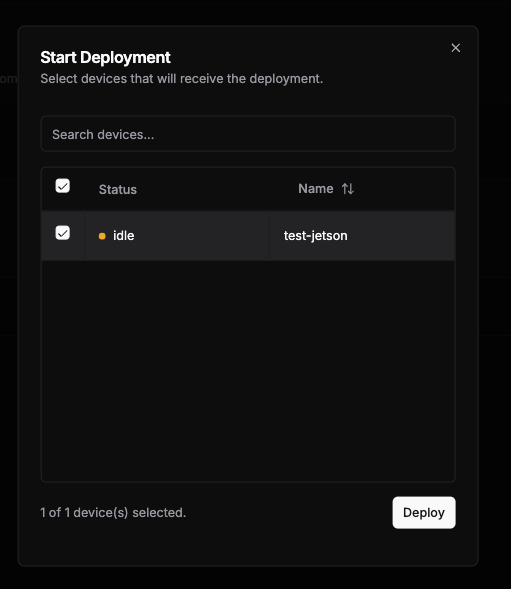 Start Deployment
Select devices that will receive the deployment.
Search devices...
Status Name
idle test-jetson
1 of 1 device(s) selected.
Deploy